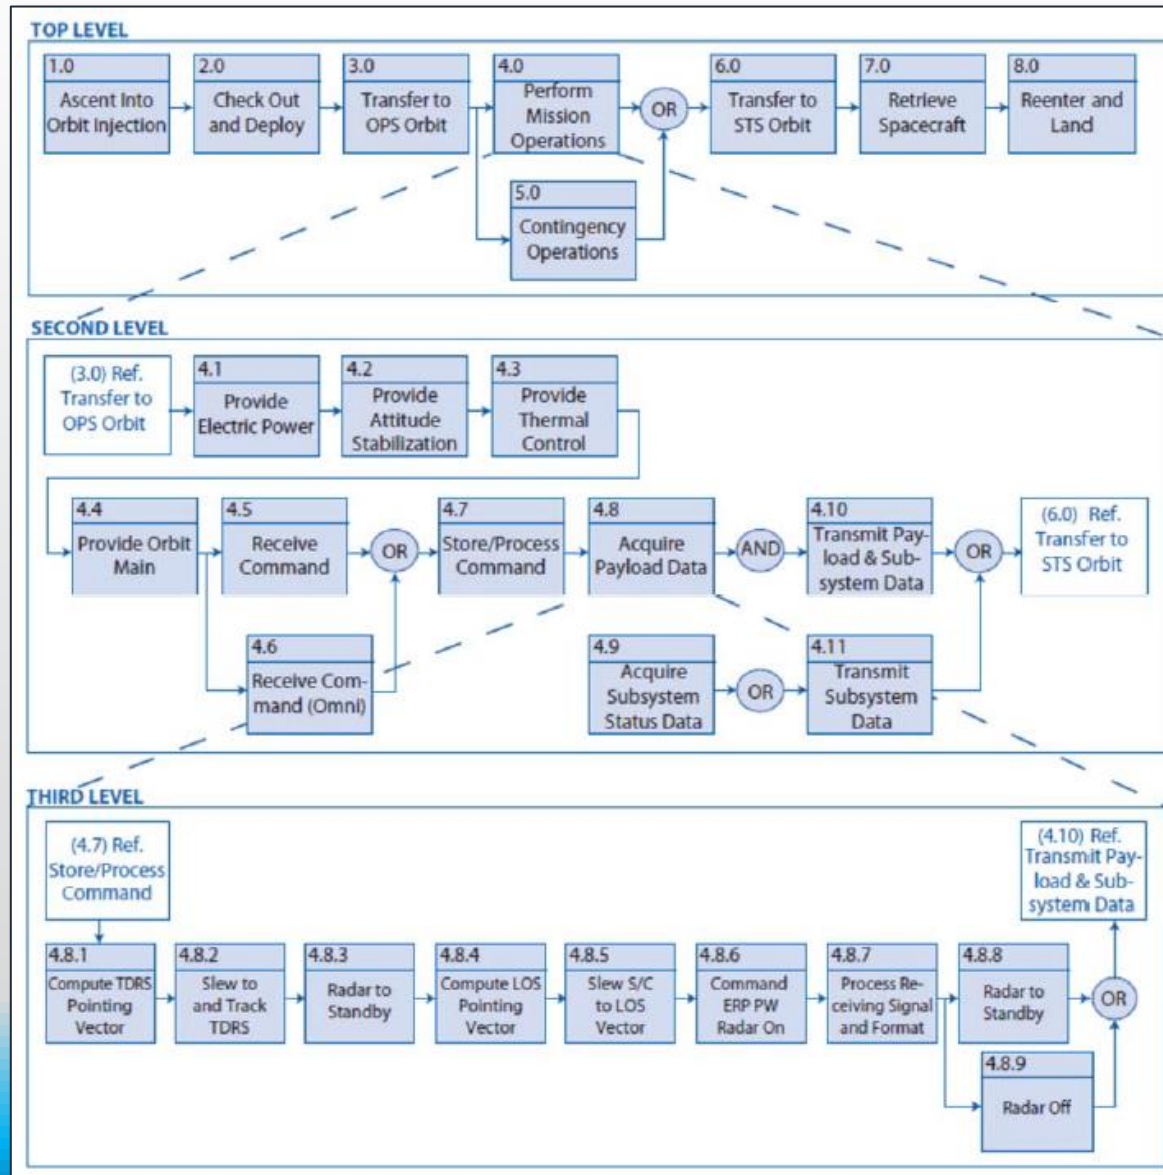 TOP LEVEL
1.0
Ascent Into
Orbit Injection
2.0
Check Out
and Deploy
3.0
Transfer to
OPS Orbit
4.0
Perform
Mission
Operations
OR
6.0
Transfer to
STS Orbit
7.0
Retrieve
Spacecraft
8.0
Reenter and
Land
5.0
Contingency
Operations
SECOND LEVEL
(3.0) Ref.
Transfer to
OPS Orbit
4.1
Provide
Electric Power
4.2
Provide
Attitude
Stabilization
4.3
Provide
Thermal
Control
4.4
Provide Orbit
Main
4.5
Receive
Command
OR
4.7
Store/Process
Command
4.8
Acquire
Payload Data
AND
4.10
Transmit Pay-
load & Sub-
system Data
OR
(6.0) Ref.
Transfer to
STS Orbit
4.6
Receive Com-
mand (Omni)
4.9
Acquire
Subsystem
Status Data
OR
4.11
Transmit
Subsystem
Data
THIRD LEVEL
(4.7) Ref.
Store/Process
Command
(4.10) Ref.
Transmit Pay-
load & Sub-
system Data
4.8.1
Compute TDRS
Pointing
Vector
4.8.2
Slew to
and Track
TDRS
4.8.3
Radar to
Standby
4.8.4
Compute LOS
Pointing
Vector
4.8.5
Slew S/C
to LOS
Vector
4.8.6
Command
ERP PW
Radar On
4.8.7
Process Re-
ceiving Signal
and Format
4.8.8
Radar to
Standby
OR
4.8.9
Radar Off